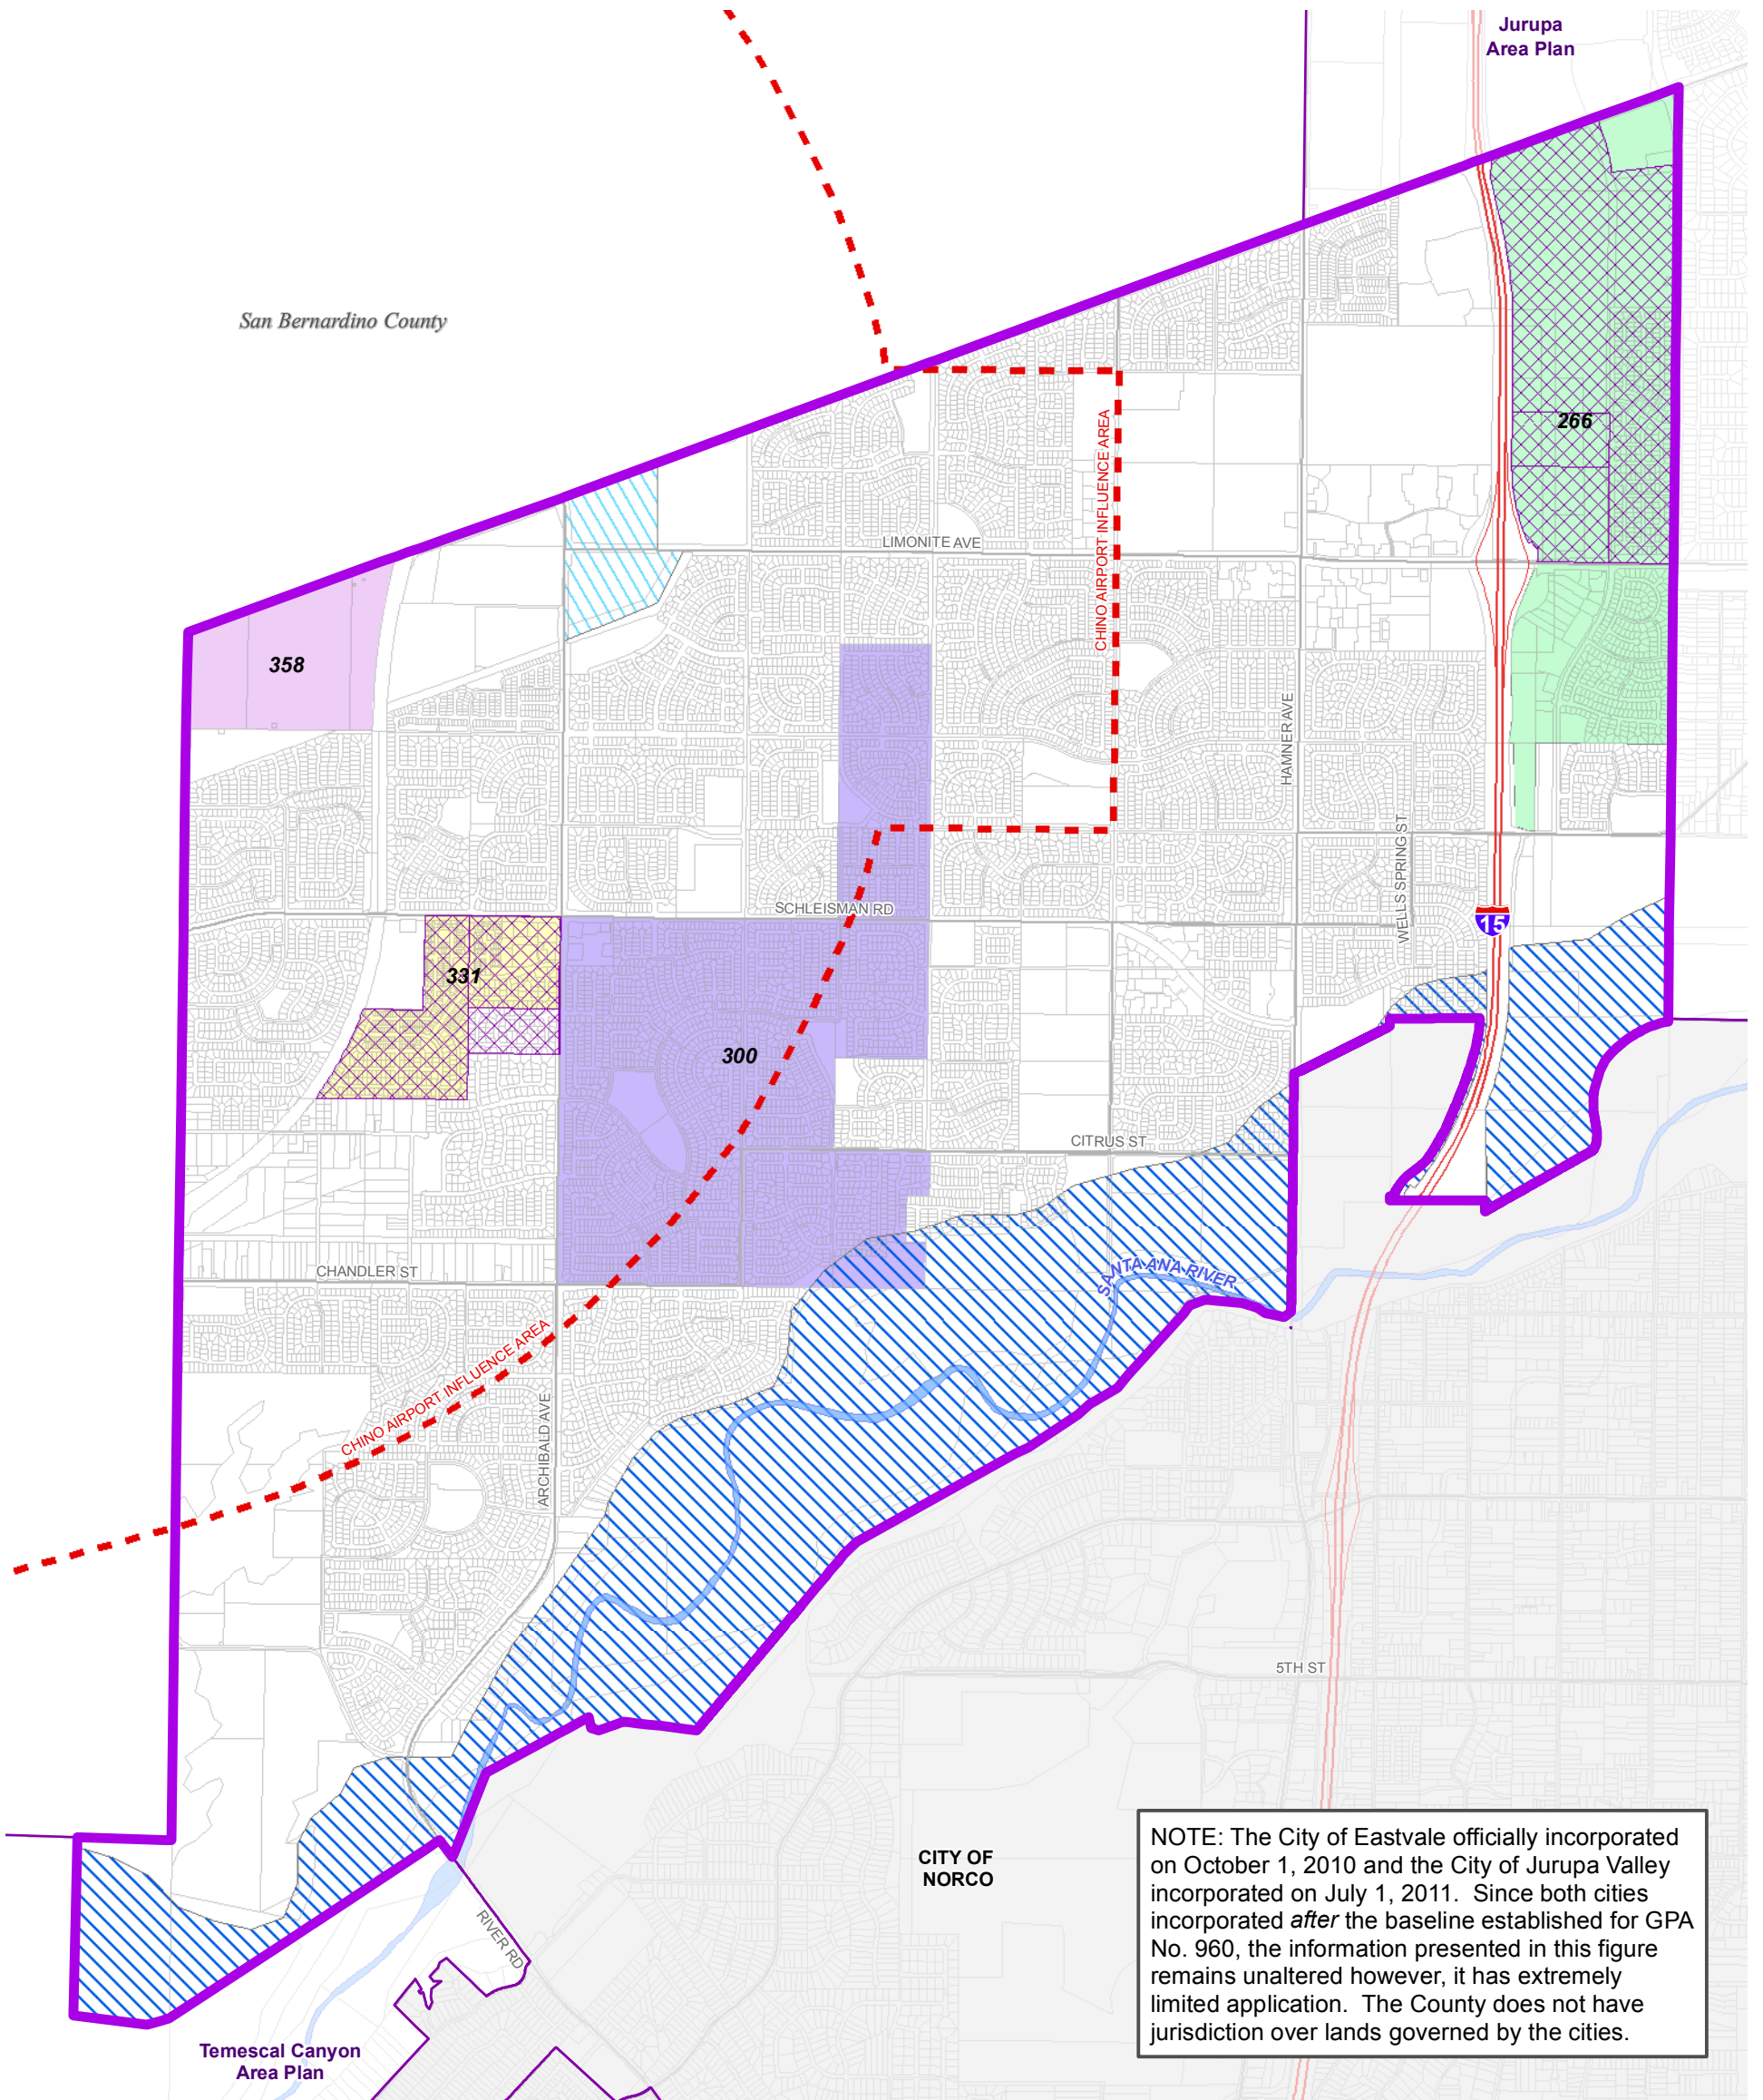 Jurupa
Area Plan
San Bernardino County
266
CHINO AIRPORT INFLUENCE AREA
LIMONITE AVE
358
HAMNER AVE
WELLSSPRING ST
SCHLEISMAN RD
15
331
300
CITRUS ST
SANTA ANA RIVER
CHANDLER ST
CHINO AIRPORT INFLUENCE AREA
ARCHIBALD AVE
5TH ST
CITY OF
NORCO
RIVER RD
NOTE: The City of Eastvale officially incorporated
on October 1, 2010 and the City of Jurupa Valley
incorporated on July 1, 2011. Since both cities
incorporated after the baseline established for GPA
No. 960, the information presented in this figure
remains unaltered however, it has extremely
limited application. The County does not have
jurisdiction over lands governed by the cities.
Temescal Canyon
Area Plan